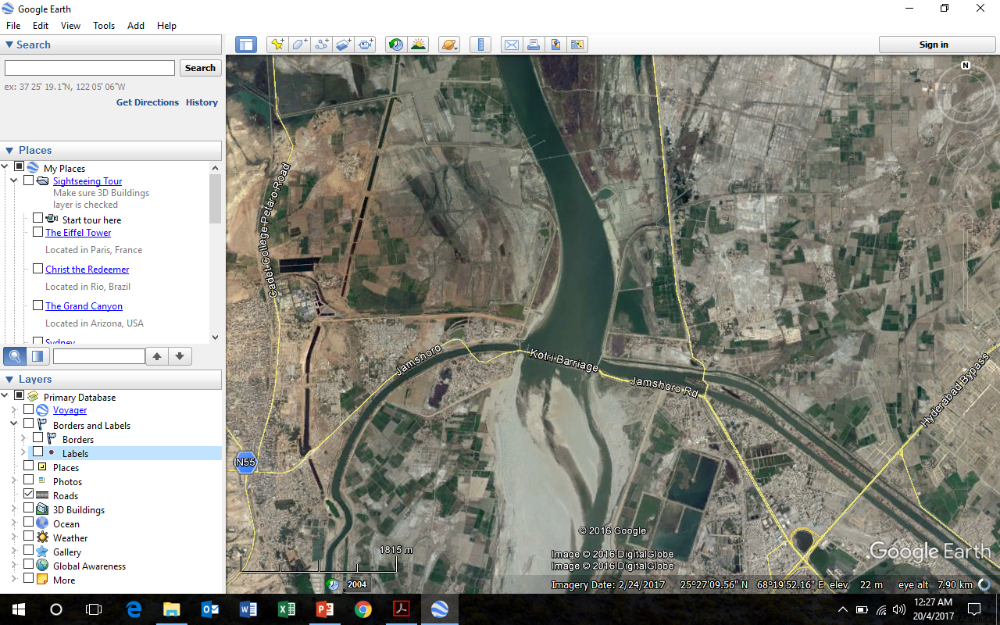 Google Earth
File Edit View Tools Add Help
Search
Search
ex: 37 25' 19.1"N, 122 05' 06"W
Get Directions History
Places
My Places
Sightseeing Tour
Make sure 3D Buildings
layer is checked
Start tour here
The Eiffel Tower
Located in Paris, France
Christ the Redeemer
Located in Rio, Brazil
The Grand Canyon
Located in Arizona, USA
Sydney
Layers
Primary Database
Voyager
Borders and Labels
Borders
Labels
Places
Photos
Roads
3D Buildings
Ocean
Weather
Gallery
Global Awareness
More
Sign in
N
Cadet College Petaro Road
Jamshoro
Kotri Barriage
Jamshoro Rd
Hyderabad Bypass
N55
© 2016 Google
Image © 2016 DigitalGlobe
Image © 2016 DigitalGlobe
Google Earth
1815 m
2004
Imagery Date: 2/24/2017 25°27'09.56" N 68°19'52.16" E elev 22 m eye alt 7.90 km
12:27 AM
20/4/2017